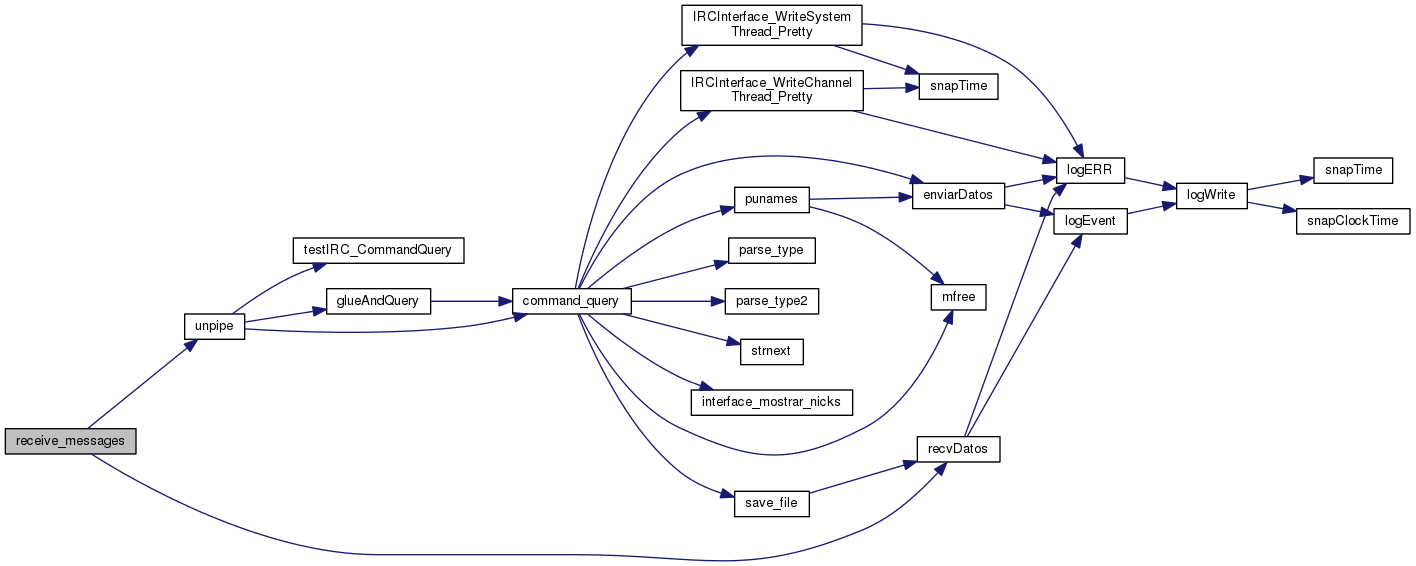 IRCInterface_WriteSystem
Thread_Pretty
IRCInterface_WriteChannel
Thread_Pretty
snapTime
logERR
snapTime
logWrite
enviarDatos
punames
logEvent
snapClockTime
testIRC_CommandQuery
parse_type
glueAndQuery
command_query
parse_type2
mfree
unpipe
strnext
interface_mostrar_nicks
receive_messages
recvDatos
save_file